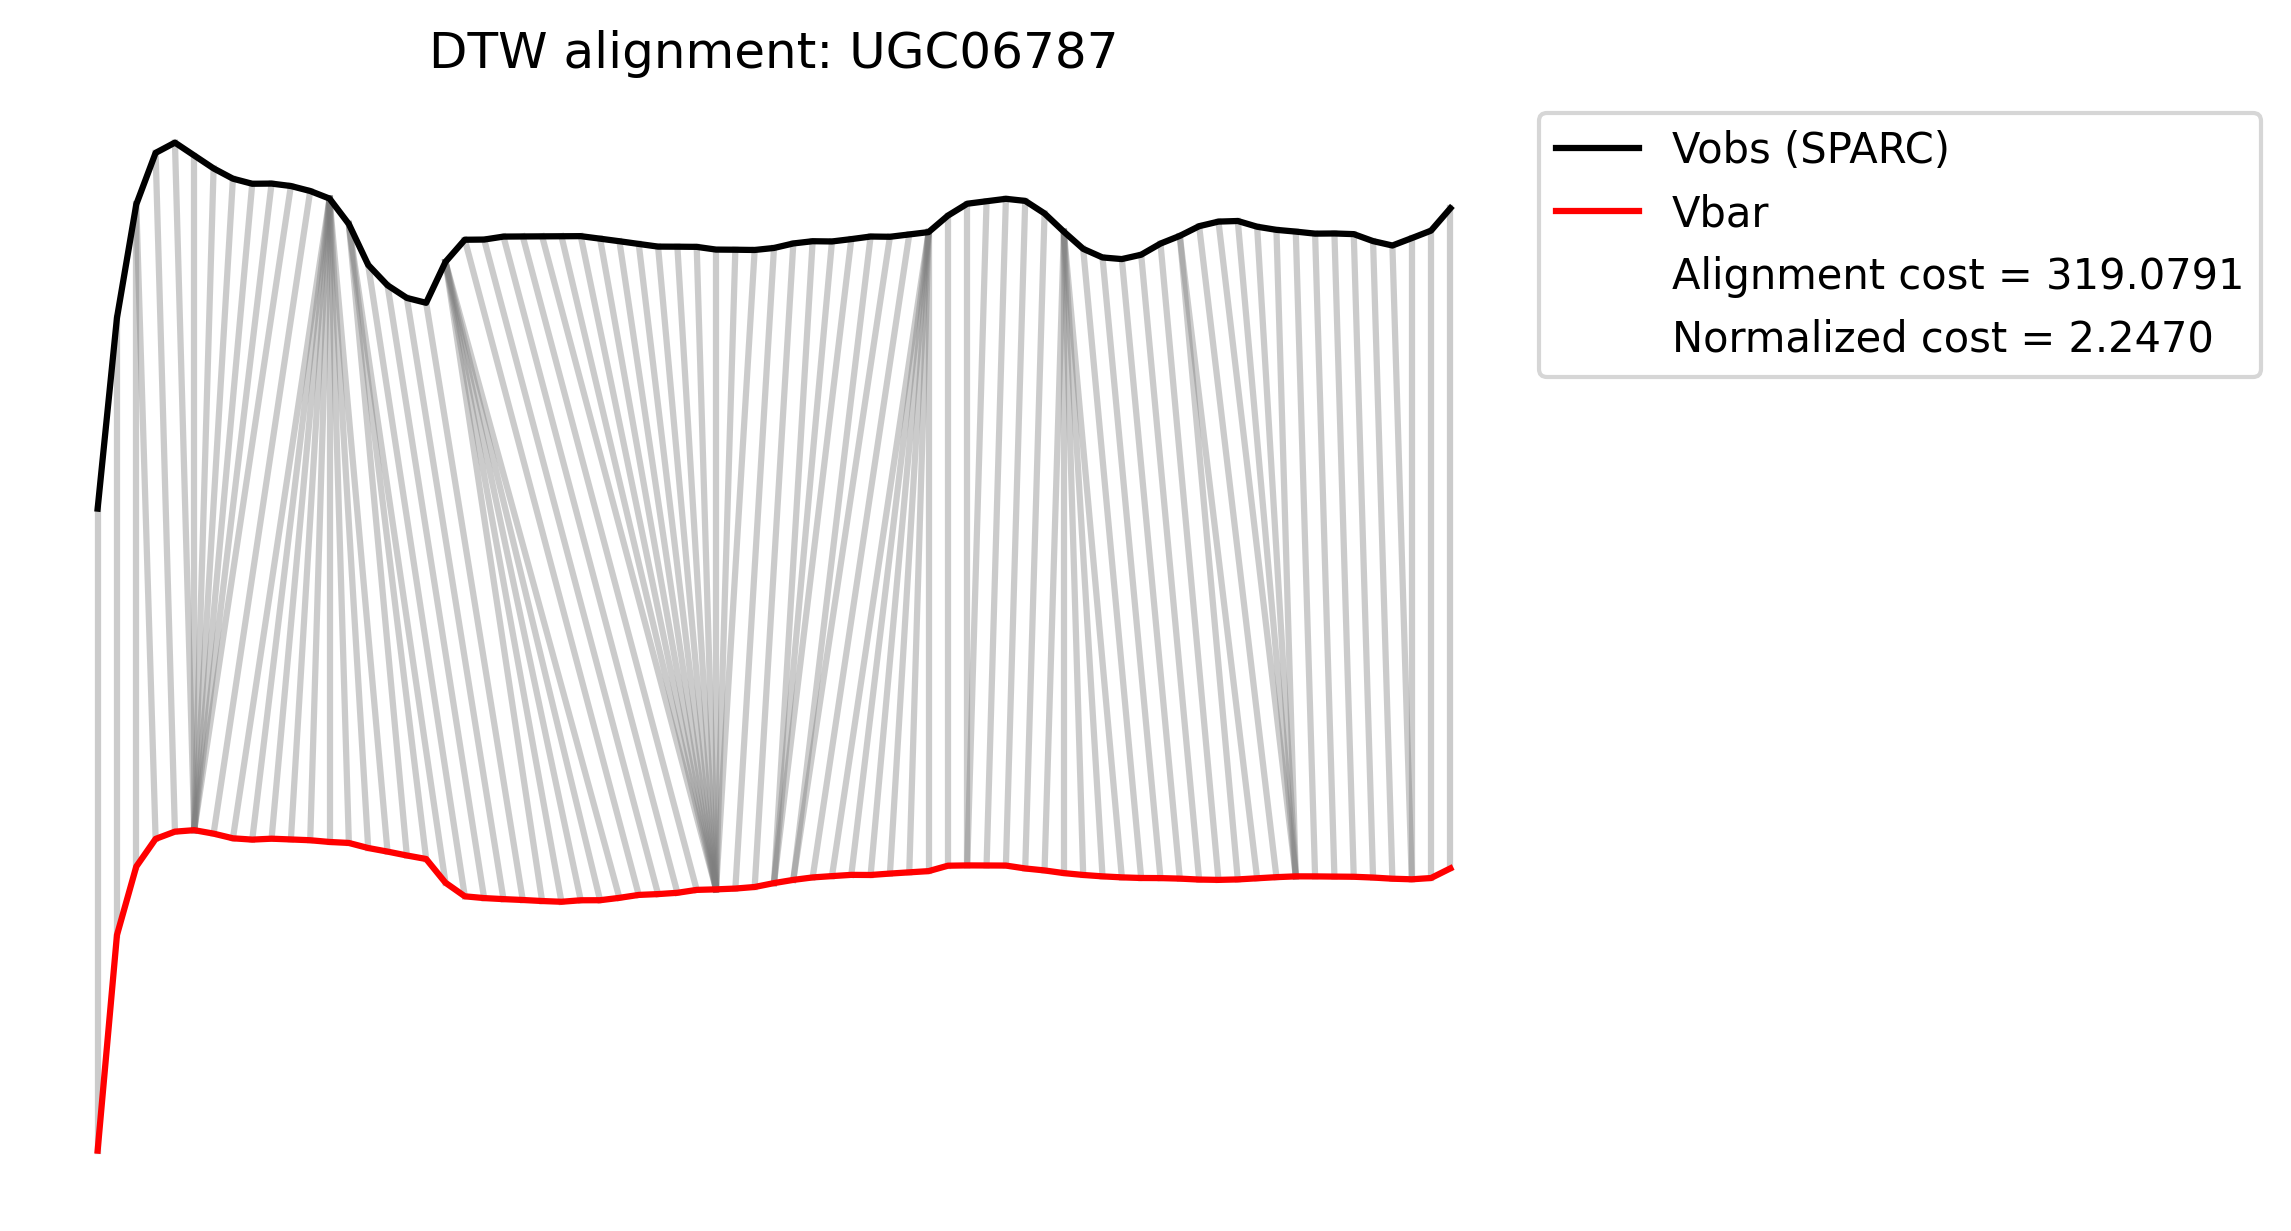 DTW alignment: UGC06787
Vobs (SPARC)
Vbar
Alignment cost = 319.0791
Normalized cost = 2.2470